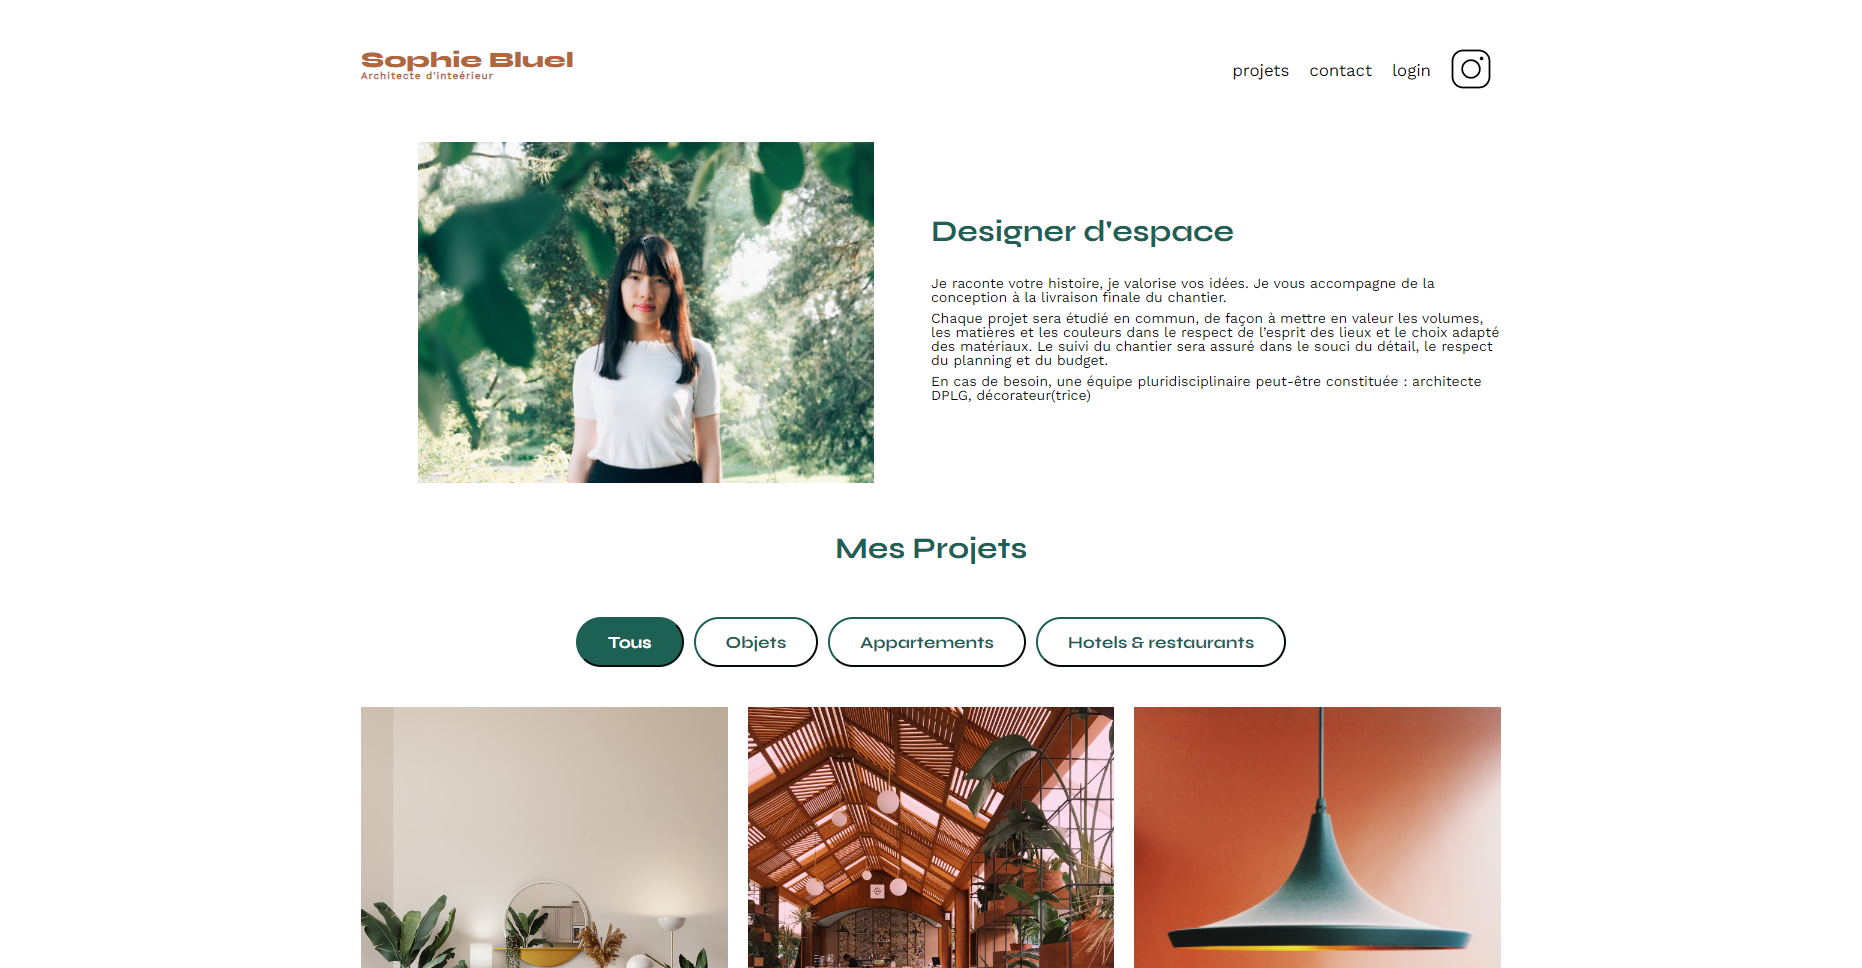 Sophie Bluel
Architecte d'inteérieur
projets contact login
Designer d'espace
Je raconte votre histoire, je valorise vos idées. Je vous accompagne de la
conception à la livraison finale du chantier.
Chaque projet sera étudié en commun, de façon à mettre en valeur les volumes,
les matières et les couleurs dans le respect de l’esprit des lieux et le choix adapté
des matériaux. Le suivi du chantier sera assuré dans le souci du détail, le respect
du planning et du budget.
En cas de besoin, une équipe pluridisciplinaire peut-être constituée : architecte
DPLG, décorateur(trice)
Mes Projets
Tous Objets Appartements Hotels & restaurants